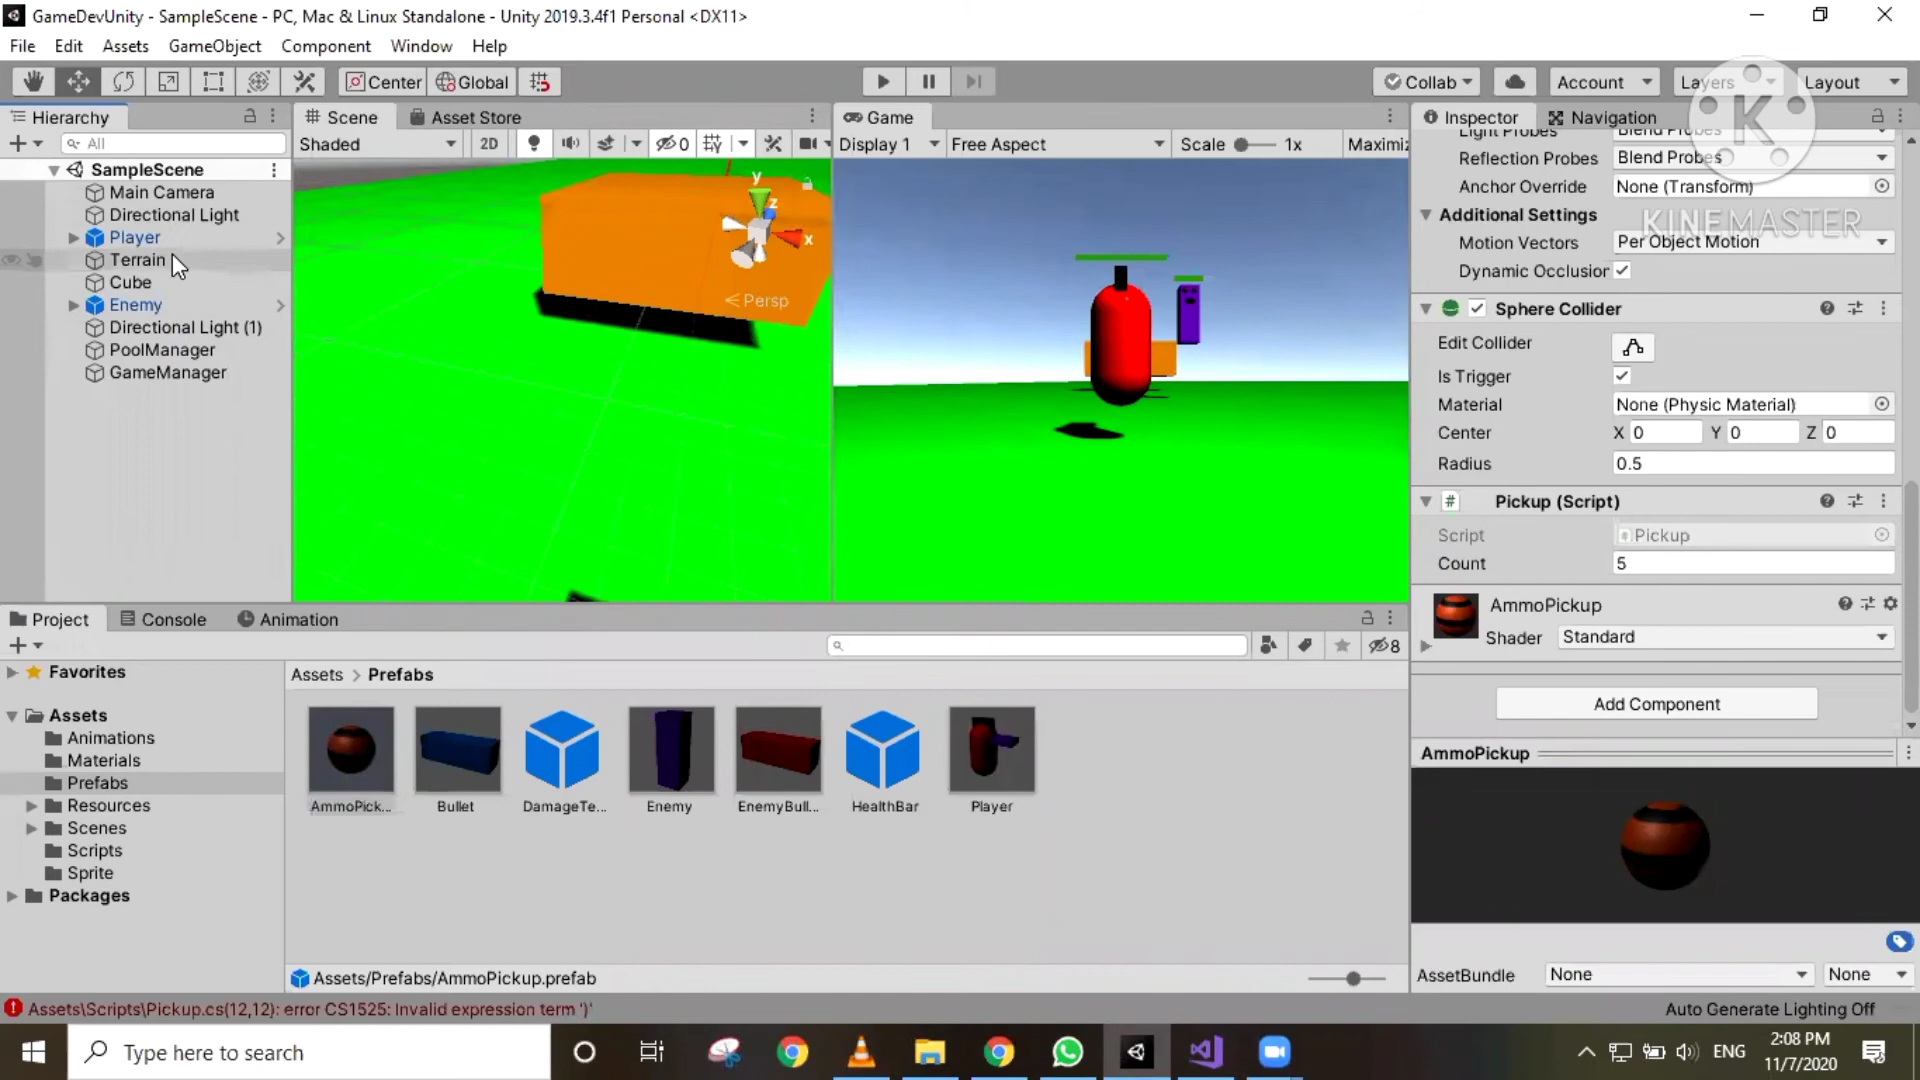 GameDevUnity - SampleScene - PC, Mac & Linux Standalone - Unity 2019.3.4f1 Personal <DX11>
File Edit Assets GameObject Component Window Help
Center Global Collab Account Layers Layout
Hierarchy Scene Asset Store Game Inspector Navigation
All Shaded 2D 0 Display 1 Free Aspect Scale 1x Maximiz
Light Probes Blend Probes
SampleScene
Main Camera
Directional Light
Player
Terrain
Cube
Enemy
Directional Light (1)
PoolManager
GameManager
y
z
x
Persp
Reflection Probes Blend Probes
Anchor Override None (Transform)
Additional Settings
KINEMASTER
K
Motion Vectors Per Object Motion
Dynamic Occlusion
Sphere Collider
Edit Collider
Is Trigger
Material None (Physic Material)
Center X 0 Y 0 Z 0
Radius 0.5
# Pickup (Script)
Script Pickup
Count 5
AmmoPickup
Shader Standard
Add Component
AmmoPickup
AssetBundle None None
Project Console Animation
8
Favorites
Assets
Animations
Materials
Prefabs
Resources
Scenes
Scripts
Sprite
Packages
Assets > Prefabs
AmmoPick... Bullet DamageTe... Enemy EnemyBull... HealthBar Player
Assets/Prefabs/AmmoPickup.prefab
Assets\Scripts\Pickup.cs(12,12): error CS1525: Invalid expression term ')'
Auto Generate Lighting Off
Type here to search
ENG
2:08 PM
11/7/2020